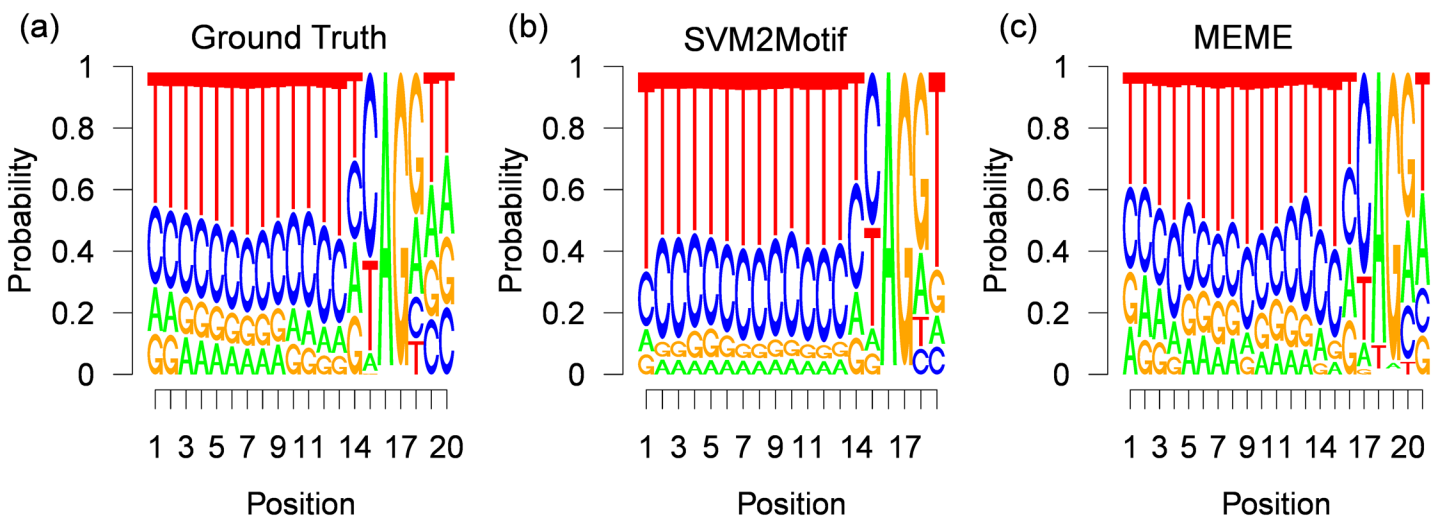 (a)
Ground Truth
Probability
1
0.8
0.6
0.4
0.2
0
1 3 5 7 9 11 14 17 20
Position
(b)
SVM2Motif
Probability
1
0.8
0.6
0.4
0.2
0
1 3 5 7 9 11 14 17
Position
(c)
MEME
Probability
1
0.8
0.6
0.4
0.2
0
1 3 5 7 9 11 14 17 20
Position